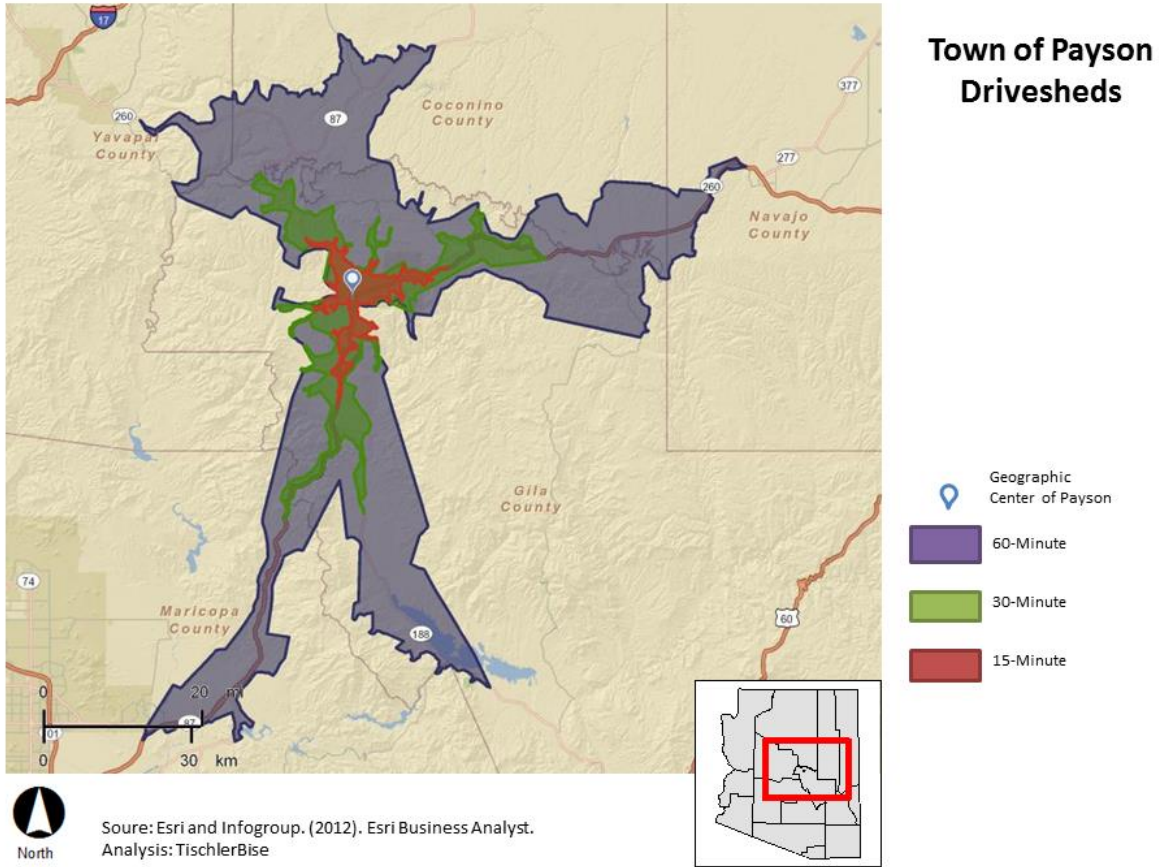 Town of Payson
Drivesheds
17
Coconino
County
377
87
260
Yavapai
County
277
260
Navajo
County
Gila
County
74
Maricopa
County
188
60
0
20 mi
87
101
0
30 km
Geographic
Center of Payson
60-Minute
30-Minute
15-Minute
North
Soure: Esri and Infogroup. (2012). Esri Business Analyst.
Analysis: TischlerBise